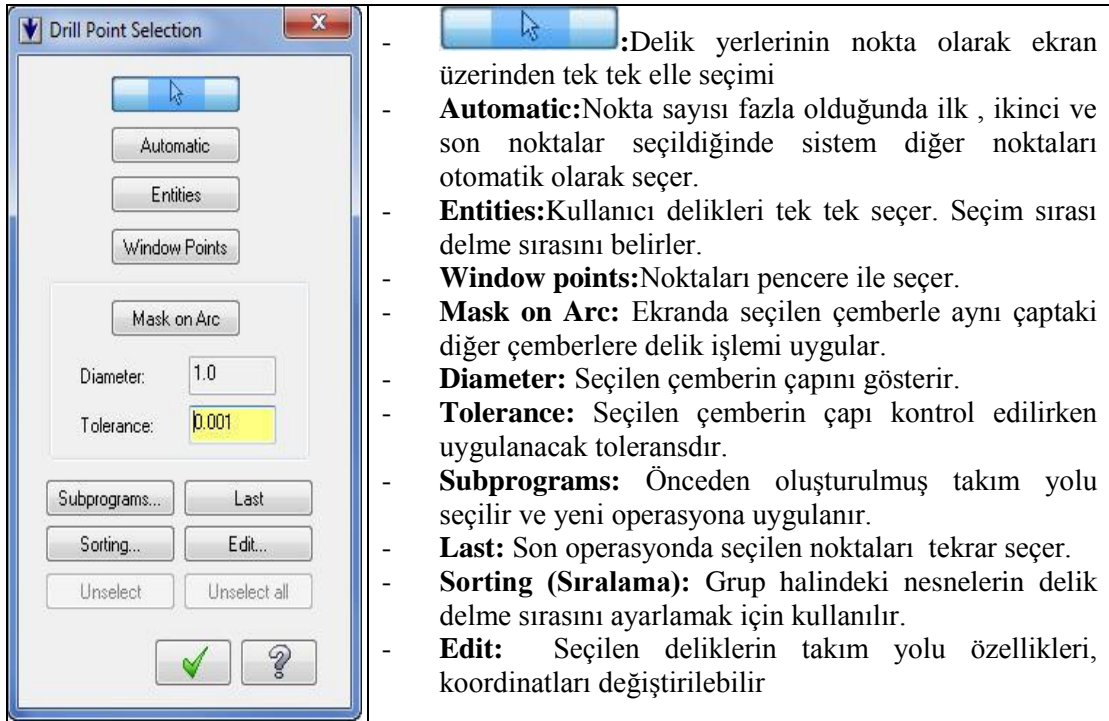 Drill Point Selection
Automatic
Entities
Window Points
Mask on Arc
Diameter: 1.0
Tolerance: 0.001
Subprograms... Last
Sorting... Edit...
Unselect Unselect all
- :Delik yerlerinin nokta olarak ekran
üzerinden tek tek elle seçimi
- Automatic:Nokta sayısı fazla olduğunda ilk , ikinci ve
son noktalar seçildiğinde sistem diğer noktaları
otomatik olarak seçer.
- Entities:Kullanıcı delikleri tek tek seçer. Seçim sırası
delme sırasını belirler.
- Window points:Noktaları pencere ile seçer.
- Mask on Arc: Ekranda seçilen çemberle aynı çaptaki
diğer çemberlere delik işlemi uygular.
- Diameter: Seçilen çemberin çapını gösterir.
- Tolerance: Seçilen çemberin çapı kontrol edilirken
uygulanacak toleransdır.
- Subprograms: Önceden oluşturulmuş takım yolu
seçilir ve yeni operasyona uygulanır.
- Last: Son operasyonda seçilen noktaları tekrar seçer.
- Sorting (Sıralama): Grup halindeki nesnelerin delik
delme sırasını ayarlamak için kullanılır.
- Edit: Seçilen deliklerin takım yolu özellikleri,
koordinatları değiştirilebilir